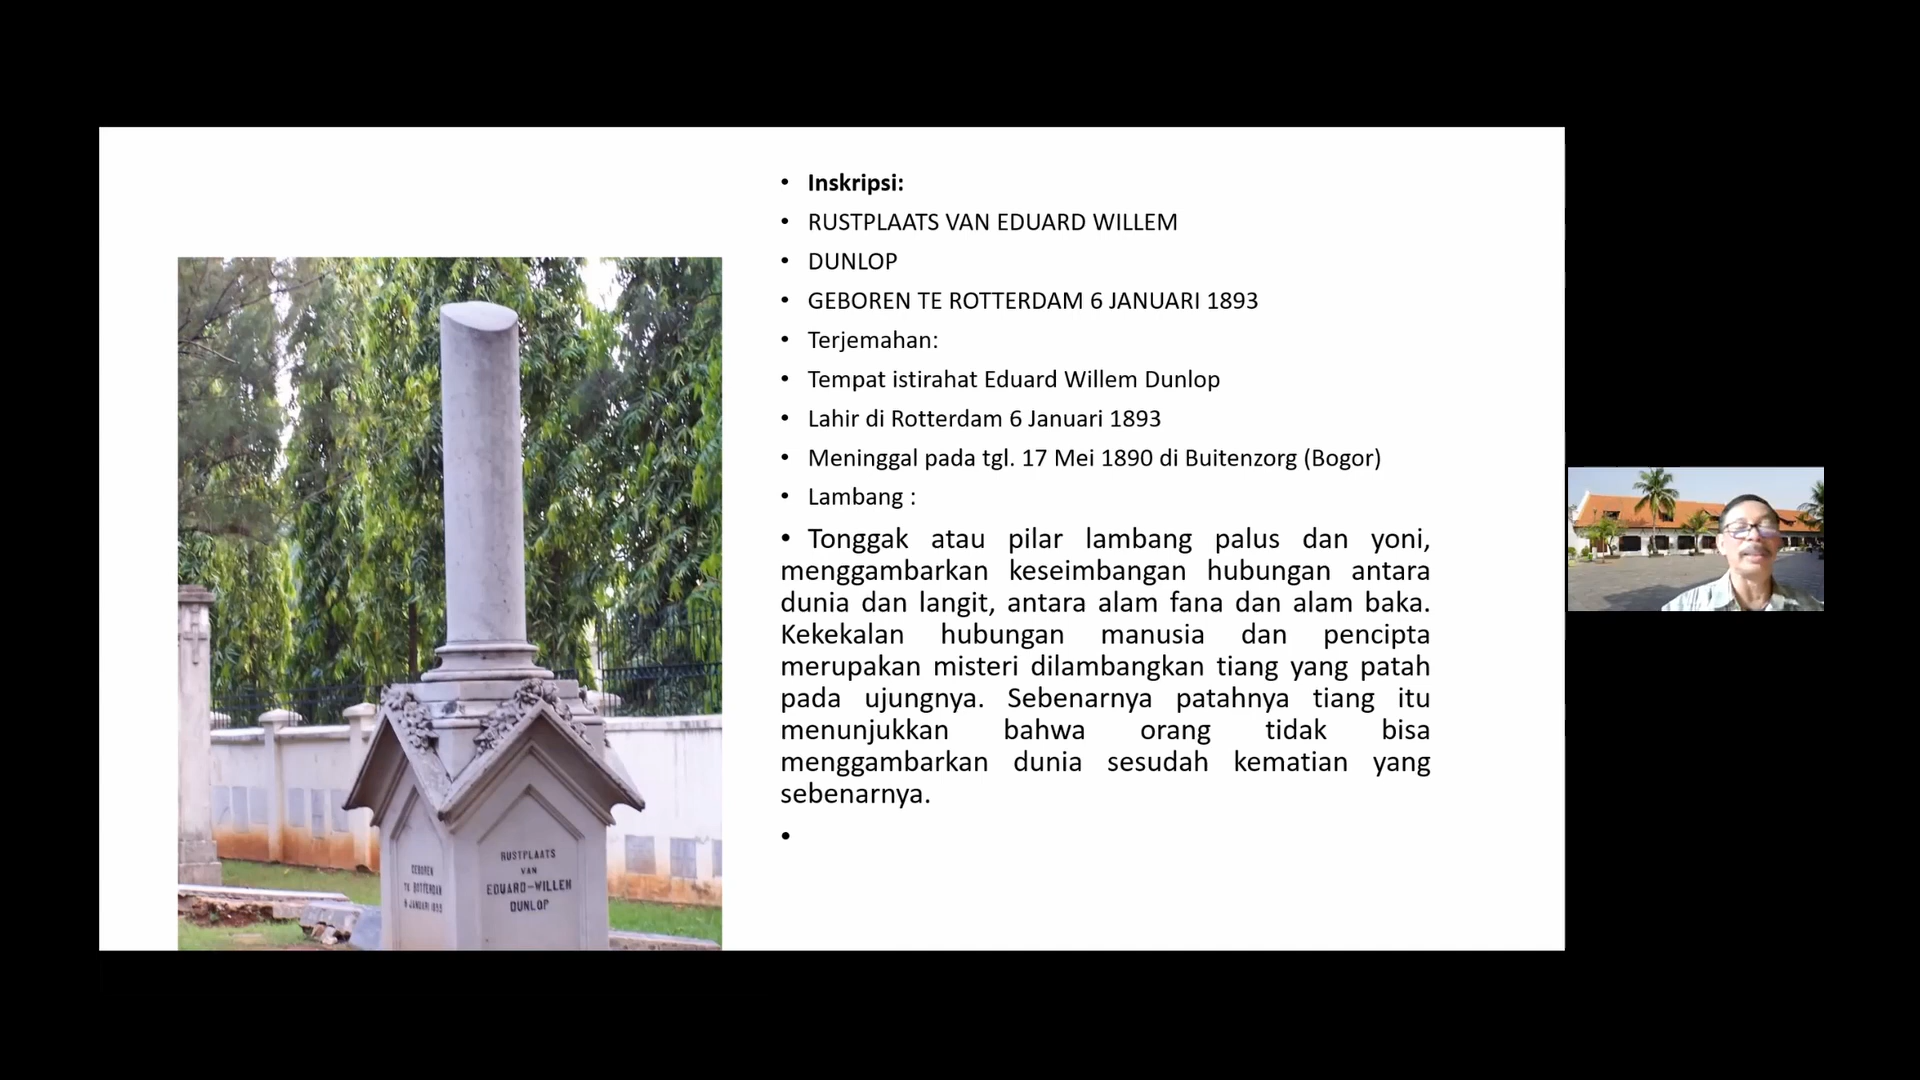 Inskripsi:
RUSTPLAATS VAN EDUARD WILLEM
DUNLOP
GEBOREN TE ROTTERDAM 6 JANUARI 1893
Terjemahan:
Tempat istirahat Eduard Willem Dunlop
Lahir di Rotterdam 6 Januari 1893
Meninggal pada tgl. 17 Mei 1890 di Buitenzorg (Bogor)
Lambang :
Tonggak atau pilar lambang palus dan yoni,
menggambarkan keseimbangan hubungan antara
dunia dan langit, antara alam fana dan alam baka.
Kekekalan hubungan manusia dan pencipta
merupakan misteri dilambangkan tiang yang patah
pada ujungnya. Sebenarnya patahnya tiang itu
menunjukkan bahwa orang tidak bisa
menggambarkan dunia sesudah kematian yang
sebenarnya.
GEBOREN
TE ROTTERDAM
JANUARI
RUSTPLAATS
VAN
EDUARD-WILLEM
DUNLOP